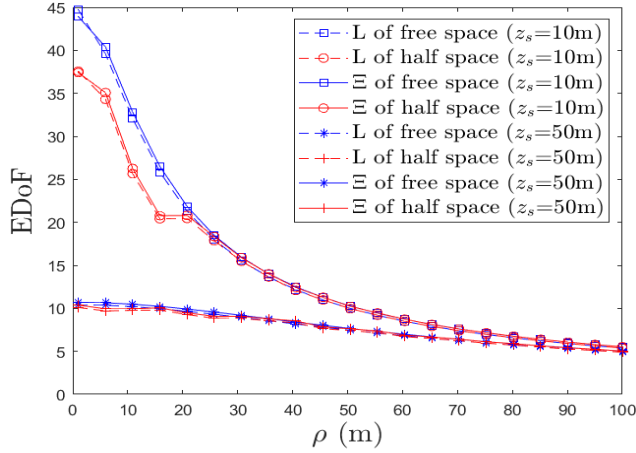 45
40
35
30
25
20
15
10
5
0
EDoF
L of free space (z_s=10m)
L of half space (z_s=10m)
Ξ of free space (z_s=10m)
Ξ of half space (z_s=10m)
L of free space (z_s=50m)
L of half space (z_s=50m)
Ξ of free space (z_s=50m)
Ξ of half space (z_s=50m)
0 10 20 30 40 50 60 70 80 90 100
ρ (m)